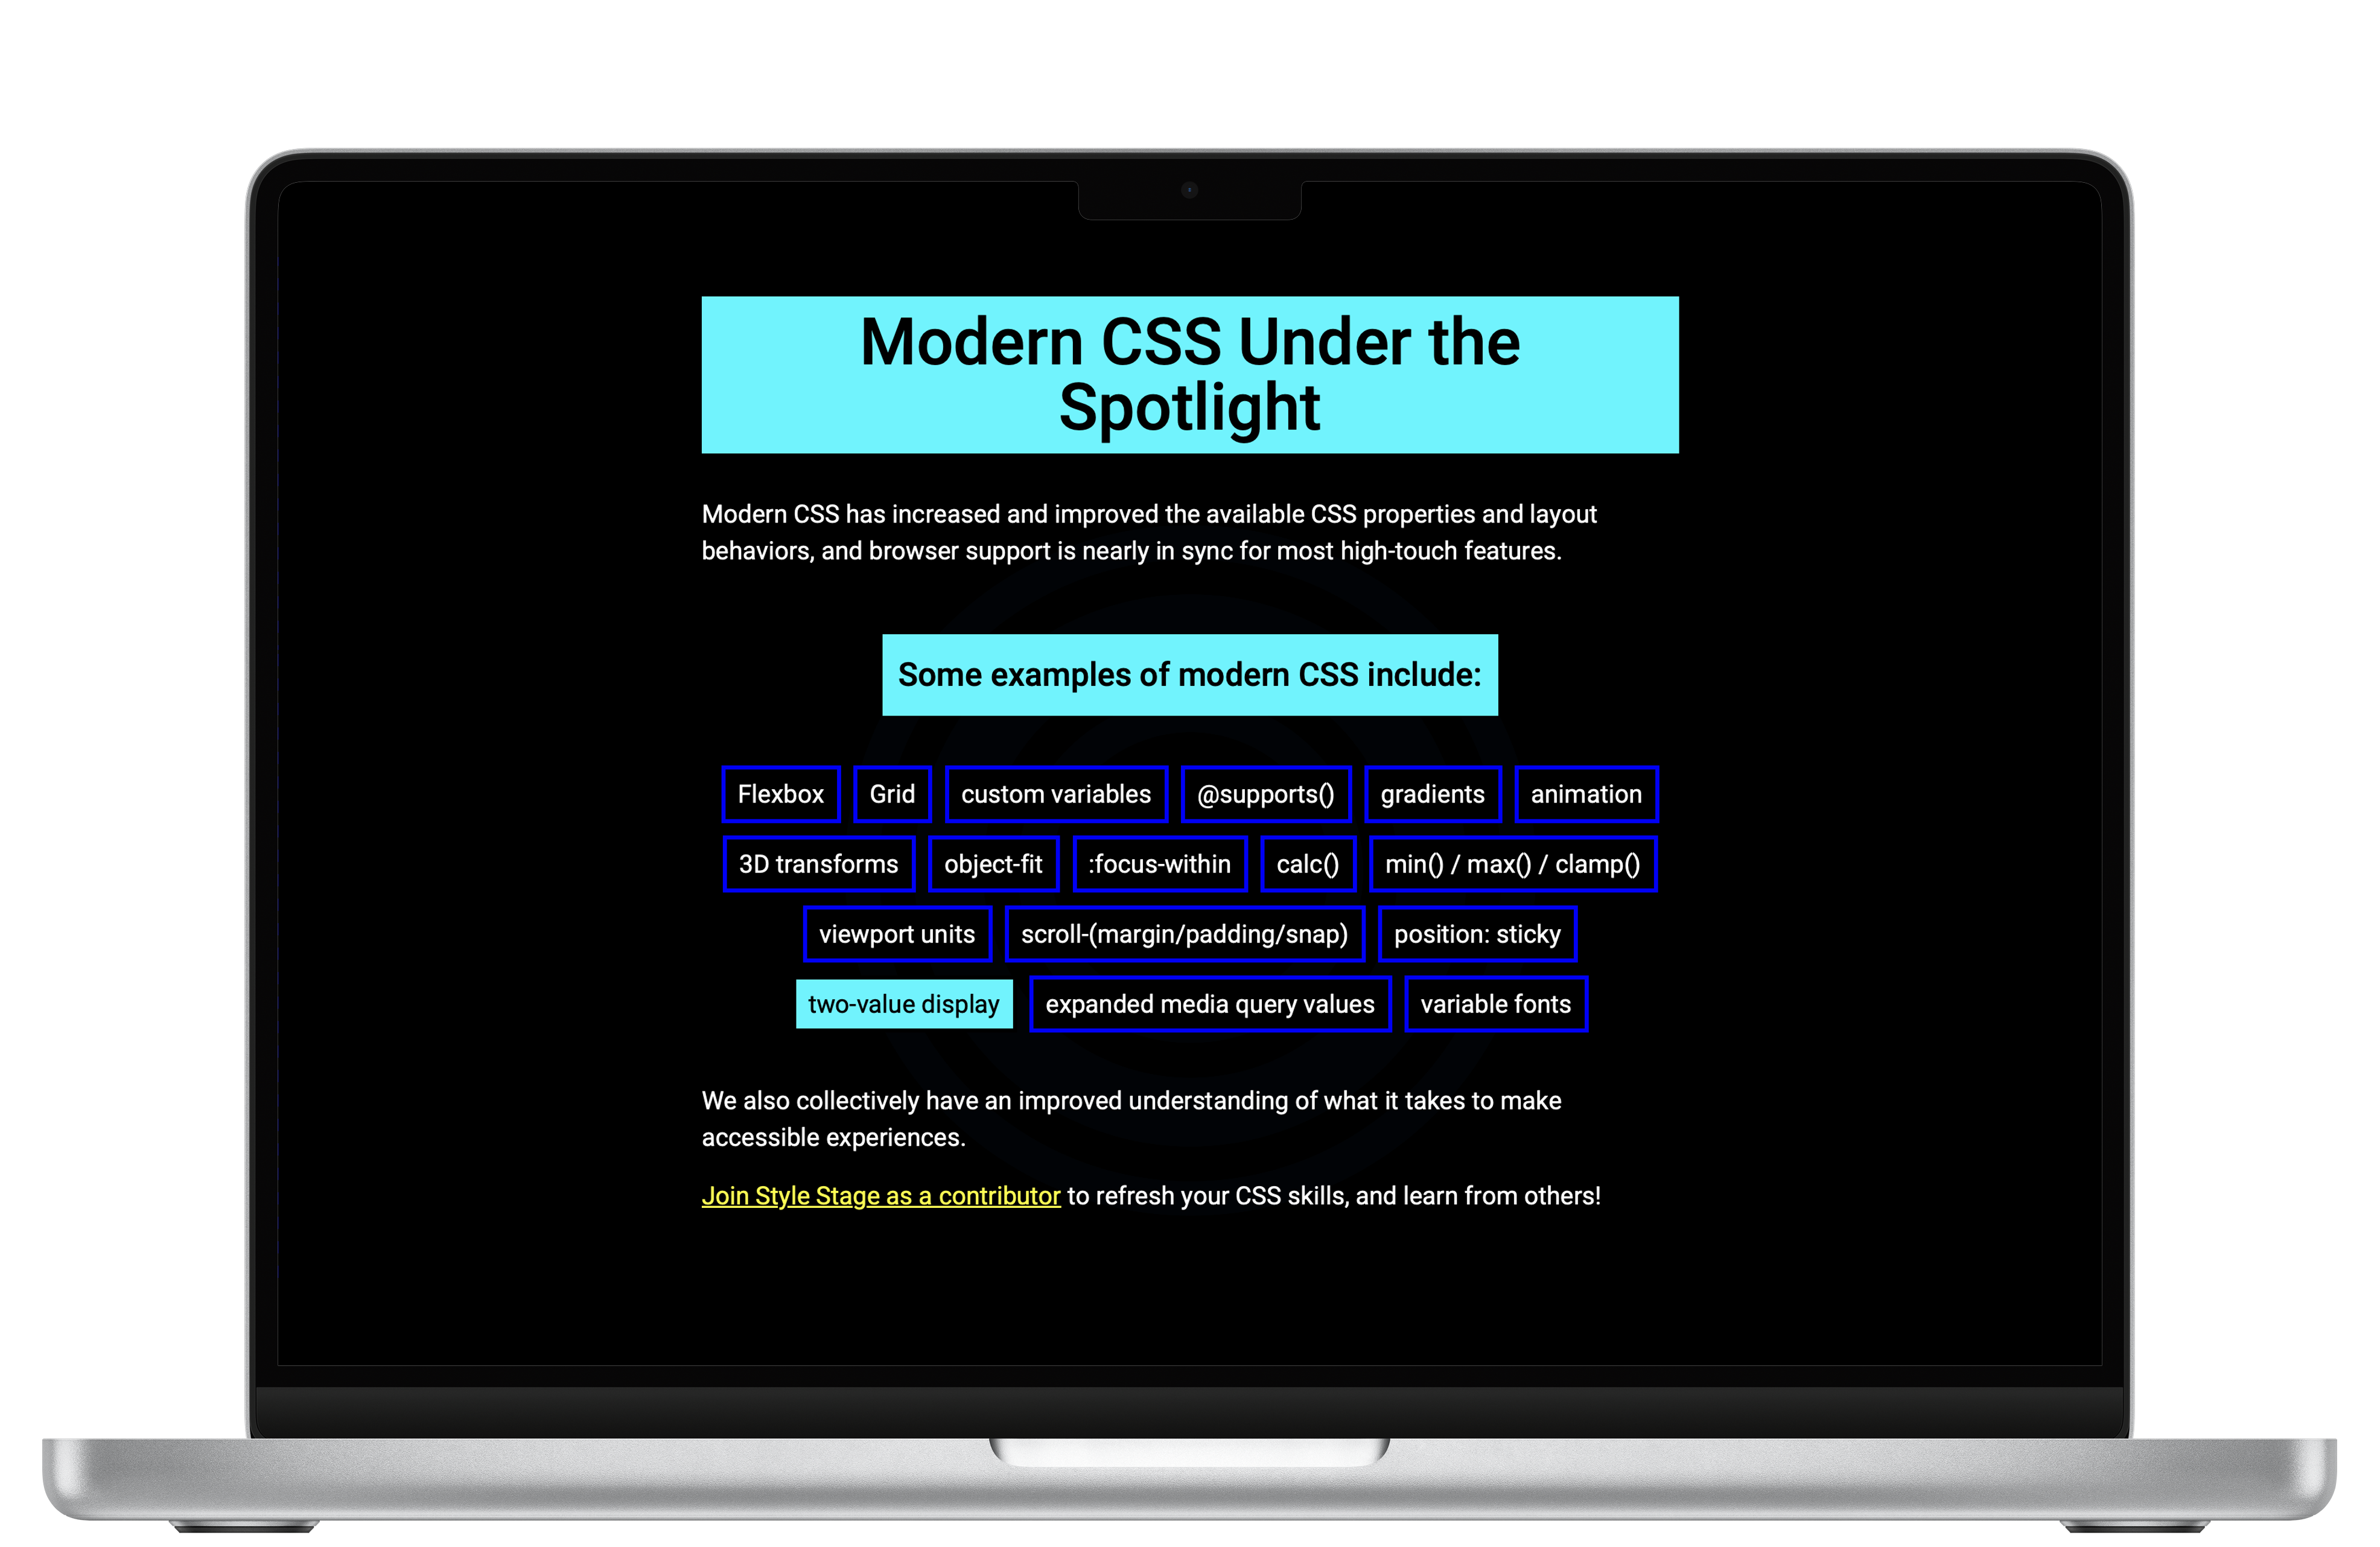 Modern CSS Under the
Spotlight
Modern CSS has increased and improved the available CSS properties and layout
behaviors, and browser support is nearly in sync for most high-touch features.
Some examples of modern CSS include:
Flexbox Grid custom variables @supports() gradients animation
3D transforms object-fit :focus-within calc() min() / max() / clamp()
viewport units scroll-(margin/padding/snap) position: sticky
two-value display expanded media query values variable fonts
We also collectively have an improved understanding of what it takes to make
accessible experiences.
Join Style Stage as a contributor to refresh your CSS skills, and learn from others!